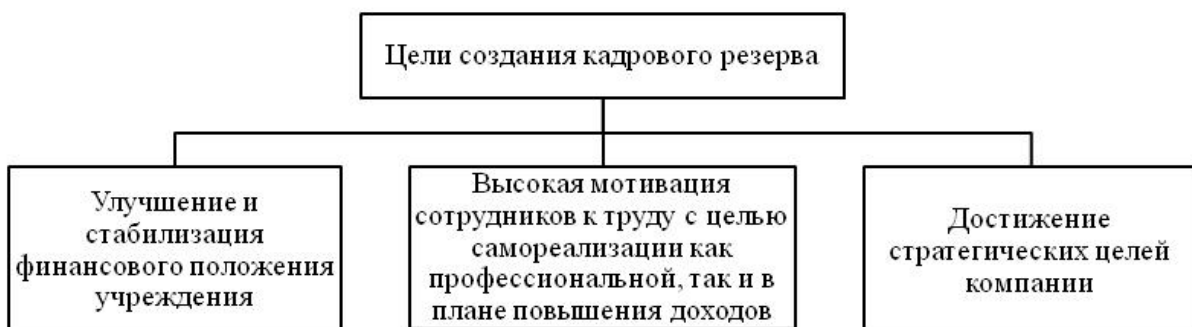 Цели создания кадрового резерва
Улучшение и
стабилизация
финансового положения
учреждения
Высокая мотивация
сотрудников к труду с целью
самореализации как
профессиональной, так и в
плане повышения доходов
Достижение
стратегических целей
компании